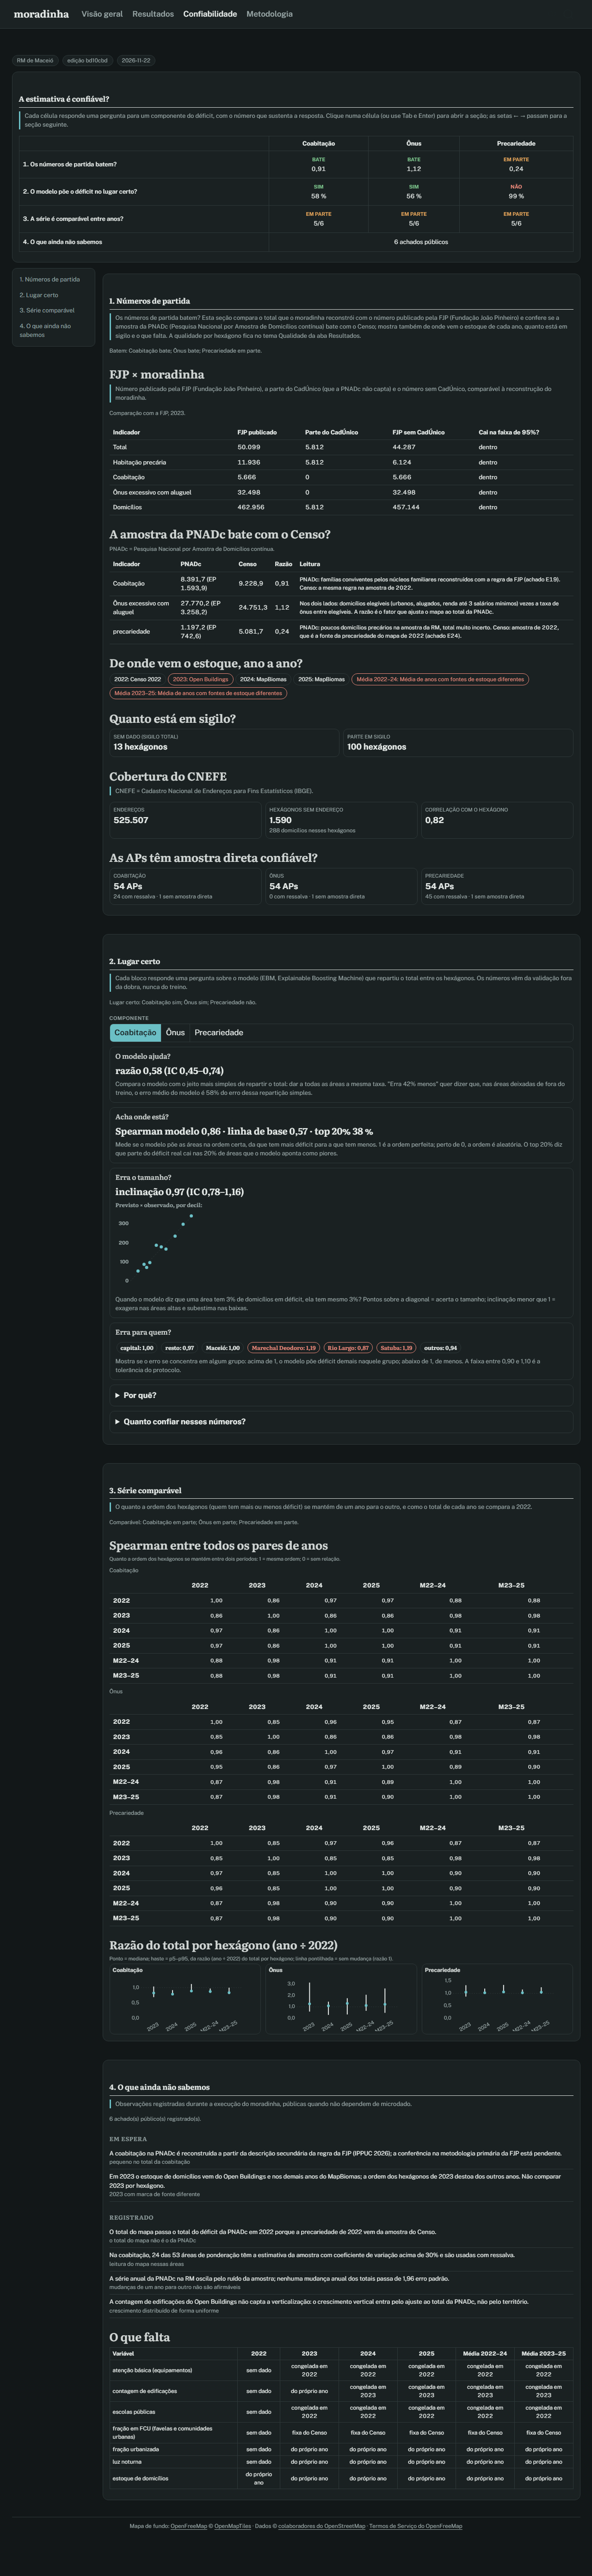 moradinha Visão geral Resultados Confiabilidade Metodologia
RM de Maceió edição bd10cbd 2026-11-22
A estimativa é confiável?
Cada célula responde uma pergunta para um componente do déficit, com o número que sustenta a resposta. Clique numa célula (ou use Tab e Enter) para abrir a seção; as setas ← → passam para a
seção seguinte.
Coabitação Ônus Precariedade
1. Os números de partida batem? BATE 0,91 BATE 1,12 EM PARTE 0,24
2. O modelo põe o déficit no lugar certo? SIM 58 % SIM 56 % NÃO 99 %
3. A série é comparável entre anos? EM PARTE 5/6 EM PARTE 5/6 EM PARTE 5/6
4. O que ainda não sabemos 6 achados públicos
1. Números de partida
2. Lugar certo
3. Série comparável
4. O que ainda não
sabemos
1. Números de partida
Os números de partida batem? Esta seção compara o total que o moradinha reconstrói com o número publicado pela FJP (Fundação João Pinheiro) e confere se a
amostra da PNADc (Pesquisa Nacional por Amostra de Domicílios contínua) bate com o Censo; mostra também de onde vem o estoque de cada ano, quanto está em
sigilo e o que falta. A qualidade por hexágono fica no tema Qualidade da aba Resultados.
Batem: Coabitação bate; Ônus bate; Precariedade em parte.
FJP × moradinha
Número publicado pela FJP (Fundação João Pinheiro), a parte do CadÚnico (que a PNADc não capta) e o número sem CadÚnico, comparável à reconstrução do
moradinha.
Comparação com a FJP, 2023.
Indicador FJP publicado Parte do CadÚnico FJP sem CadÚnico Cai na faixa de 95%?
Total 50.099 5.812 44.287 dentro
Habitação precária 11.936 5.812 6.124 dentro
Coabitação 5.666 0 5.666 dentro
Ônus excessivo com aluguel 32.498 0 32.498 dentro
Domicílios 462.956 5.812 457.144 dentro
A amostra da PNADc bate com o Censo?
PNADc = Pesquisa Nacional por Amostra de Domicílios contínua.
Indicador PNADc Censo Razão Leitura
Coabitação 8.391,7 (EP 1.593,9) 9.228,9 0,91 PNADc: famílias conviventes pelos núcleos familiares reconstruídos com a regra da FJP (achado E19).
Censo: a mesma regra na amostra de 2022.
Ônus excessivo com aluguel 27.770,2 (EP 3.258,2) 24.751,3 1,12 Nos dois lados: domicílios elegíveis (urbanos, alugados, renda até 3 salários mínimos) vezes a taxa de
ônus entre elegíveis. A razão é o fator que ajusta o mapa ao total da PNADc.
precariedade 1.197,2 (EP 742,6) 5.081,7 0,24 PNADc: poucos domicílios precários na amostra da RM, total muito incerto. Censo: amostra de 2022,
que é a fonte da precariedade do mapa de 2022 (achado E24).
De onde vem o estoque, ano a ano?
2022: Censo 2022 2023: Open Buildings 2024: MapBiomas 2025: MapBiomas Média 2022–24: Média de anos com fontes de estoque diferentes
Média 2023–25: Média de anos com fontes de estoque diferentes
Quanto está em sigilo?
SEM DADO (SIGILO TOTAL) PARTE EM SIGILO
13 hexágonos 100 hexágonos
Cobertura do CNEFE
CNEFE = Cadastro Nacional de Endereços para Fins Estatísticos (IBGE).
ENDEREÇOS HEXÁGONOS SEM ENDEREÇO CORRELAÇÃO COM O HEXÁGONO
525.507 1.590 0,82
288 domicílios nesses hexágonos
As APs têm amostra direta confiável?
COABITAÇÃO ÔNUS PRECARIEDADE
54 APs 54 APs 54 APs
24 com ressalva · 1 sem amostra direta 0 com ressalva · 1 sem amostra direta 45 com ressalva · 1 sem amostra direta
2. Lugar certo
Cada bloco responde uma pergunta sobre o modelo (EBM, Explainable Boosting Machine) que repartiu o total entre os hexágonos. Os números vêm da validação fora
da dobra, nunca do treino.
Lugar certo: Coabitação sim; Ônus sim; Precariedade não.
COMPONENTE
Coabitação Ônus Precariedade
O modelo ajuda?
razão 0,58 (IC 0,45–0,74)
Compara o modelo com o jeito mais simples de repartir o total: dar a todas as áreas a mesma taxa. "Erra 42% menos" quer dizer que, nas áreas deixadas de fora do
treino, o erro médio do modelo é 58% do erro dessa repartição simples.
Acha onde está?
Spearman modelo 0,86 · linha de base 0,57 · top 20% 38 %
Mede se o modelo põe as áreas na ordem certa, da que tem mais déficit para a que tem menos. 1 é a ordem perfeita; perto de 0, a ordem é aleatória. O top 20% diz
que parte do déficit real cai nas 20% de áreas que o modelo aponta como piores.
Erra o tamanho?
inclinação 0,97 (IC 0,78–1,16)
Previsto × observado, por decil:
300
200
100
0
Quando o modelo diz que uma área tem 3% de domicílios em déficit, ela tem mesmo 3%? Pontos sobre a diagonal = acerta o tamanho; inclinação menor que 1 =
exagera nas áreas altas e subestima nas baixas.
Erra para quem?
capital: 1,00 resto: 0,97 Maceió: 1,00 Marechal Deodoro: 1,19 Rio Largo: 0,87 Satuba: 1,19 outros: 0,94
Mostra se o erro se concentra em algum grupo: acima de 1, o modelo põe déficit demais naquele grupo; abaixo de 1, de menos. A faixa entre 0,90 e 1,10 é a
tolerância do protocolo.
▶ Por quê?
▶ Quanto confiar nesses números?
3. Série comparável
O quanto a ordem dos hexágonos (quem tem mais ou menos déficit) se mantém de um ano para o outro, e como o total de cada ano se compara a 2022.
Comparável: Coabitação em parte; Ônus em parte; Precariedade em parte.
Spearman entre todos os pares de anos
Quanto a ordem dos hexágonos se mantém entre dois períodos: 1 = mesma ordem; 0 = sem relação.
Coabitação
2022 2023 2024 2025 M22–24 M23–25
2022 1,00 0,86 0,97 0,97 0,88 0,88
2023 0,86 1,00 0,86 0,86 0,98 0,98
2024 0,97 0,86 1,00 1,00 0,91 0,91
2025 0,97 0,86 1,00 1,00 0,91 0,91
M22–24 0,88 0,98 0,91 0,91 1,00 1,00
M23–25 0,88 0,98 0,91 0,91 1,00 1,00
Ônus
2022 2023 2024 2025 M22–24 M23–25
2022 1,00 0,85 0,96 0,95 0,87 0,87
2023 0,85 1,00 0,86 0,86 0,98 0,98
2024 0,96 0,86 1,00 0,97 0,91 0,91
2025 0,95 0,86 0,97 1,00 0,89 0,90
M22–24 0,87 0,98 0,91 0,89 1,00 1,00
M23–25 0,87 0,98 0,91 0,90 1,00 1,00
Precariedade
2022 2023 2024 2025 M22–24 M23–25
2022 1,00 0,85 0,97 0,96 0,87 0,87
2023 0,85 1,00 0,85 0,85 0,98 0,98
2024 0,97 0,85 1,00 1,00 0,90 0,90
2025 0,96 0,85 1,00 1,00 0,90 0,90
M22–24 0,87 0,98 0,90 0,90 1,00 1,00
M23–25 0,87 0,98 0,90 0,90 1,00 1,00
Razão do total por hexágono (ano ÷ 2022)
Ponto = mediana; haste = p5–p95, da razão (ano ÷ 2022) do total por hexágono; linha pontilhada = sem mudança (razão 1).
Coabitação Ônus Precariedade
1,0 0,5 0,0 2023 2024 2025 M22–24 M23–25
3,0 2,0 1,0 0,0 2023 2024 2025 M22–24 M23–25
1,5 1,0 0,5 0,0 2023 2024 2025 M22–24 M23–25
4. O que ainda não sabemos
Observações registradas durante a execução do moradinha, públicas quando não dependem de microdado.
6 achado(s) público(s) registrado(s).
EM ESPERA
A coabitação na PNADc é reconstruída a partir da descrição secundária da regra da FJP (IPPUC 2026); a conferência na metodologia primária da FJP está pendente.
pequeno no total da coabitação
Em 2023 o estoque de domicílios vem do Open Buildings e nos demais anos do MapBiomas; a ordem dos hexágonos de 2023 destoa dos outros anos. Não comparar
2023 por hexágono.
2023 com marca de fonte diferente
REGISTRADO
O total do mapa passa o total do déficit da PNADc em 2022 porque a precariedade de 2022 vem da amostra do Censo.
o total do mapa não é o da PNADc
Na coabitação, 24 das 53 áreas de ponderação têm a estimativa da amostra com coeficiente de variação acima de 30% e são usadas com ressalva.
leitura do mapa nessas áreas
A série anual da PNADc na RM oscila pelo ruído da amostra; nenhuma mudança anual dos totais passa de 1,96 erro padrão.
mudanças de um ano para outro não são afirmáveis
A contagem de edificações do Open Buildings não capta a verticalização: o crescimento vertical entra pelo ajuste ao total da PNADc, não pelo território.
crescimento distribuído de forma uniforme
O que falta
Variável 2022 2023 2024 2025 Média 2022–24 Média 2023–25
atenção básica (equipamentos) sem dado congelada em 2022 congelada em 2022 congelada em 2022 congelada em 2022 congelada em 2022
contagem de edificações sem dado do próprio ano congelada em 2023 congelada em 2023 congelada em 2023 congelada em 2023
escolas públicas sem dado congelada em 2022 congelada em 2022 congelada em 2022 congelada em 2022 congelada em 2022
fração em FCU (favelas e comunidades urbanas) sem dado fixa do Censo fixa do Censo fixa do Censo fixa do Censo fixa do Censo
fração urbanizada sem dado do próprio ano do próprio ano do próprio ano do próprio ano do próprio ano
luz noturna sem dado do próprio ano do próprio ano do próprio ano do próprio ano do próprio ano
estoque de domicílios do próprio ano do próprio ano do próprio ano do próprio ano do próprio ano do próprio ano
Mapa de fundo: OpenFreeMap © OpenMapTiles · Dados © colaboradores do OpenStreetMap · Termos de Serviço do OpenFreeMap